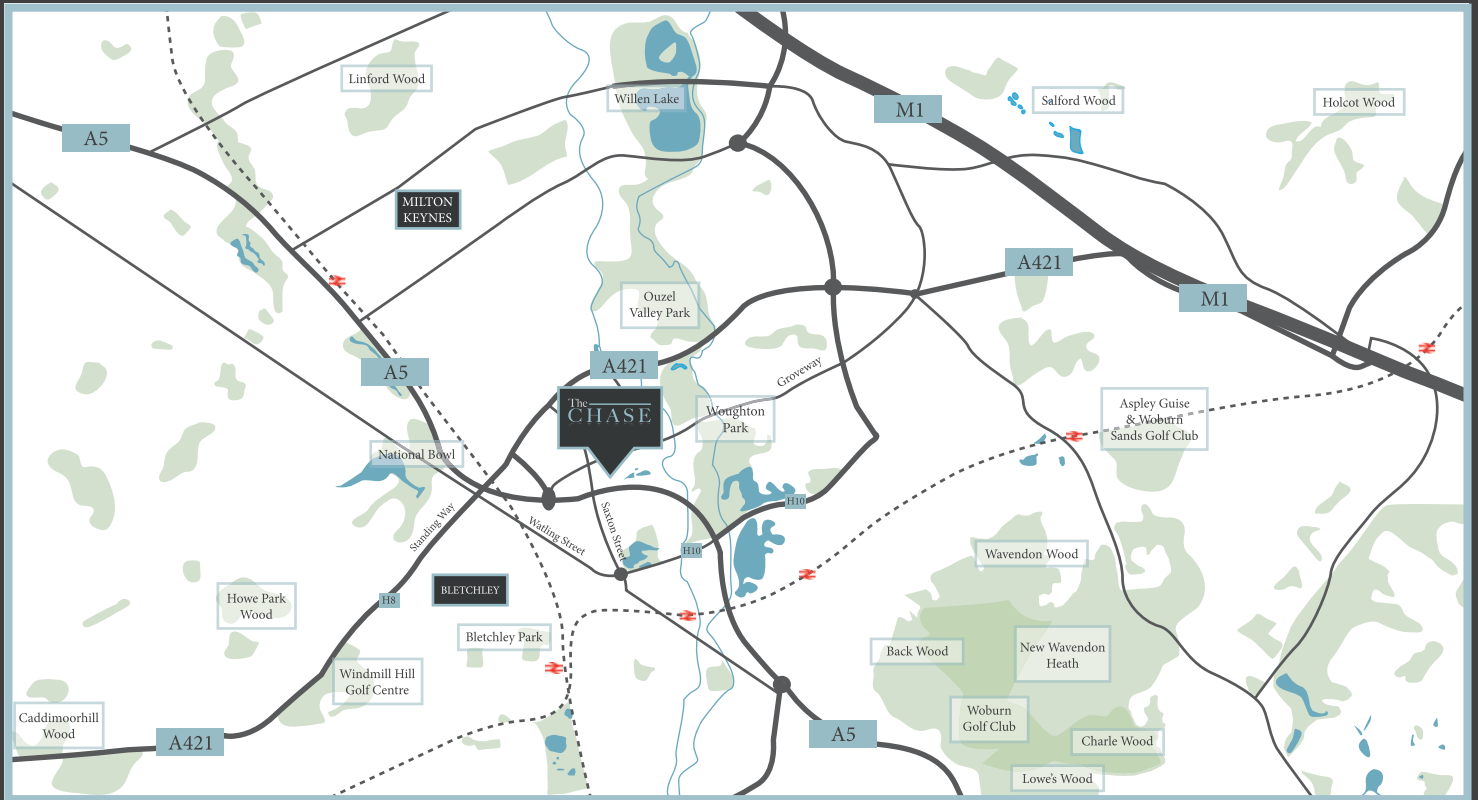 Linford Wood
Willen Lake
M1
Salford Wood
Holcot Wood
A5
MILTON
KEYNES
A421
Ouzel
Valley Park
M1
A5
A421
Groveway
The
CHASE
Woughton
Park
Aspley Guise
& Woburn
Sands Golf Club
National Bowl
Standing Way
Watling Street
Saxton Street
H10
H10
Wavendon Wood
H8
BLETCHLEY
Howe Park
Wood
Bletchley Park
Back Wood
New Wavendon
Heath
Windmill Hill
Golf Centre
Caddimoorhill
Wood
Woburn
Golf Club
A421
A5
Charle Wood
Lowe's Wood